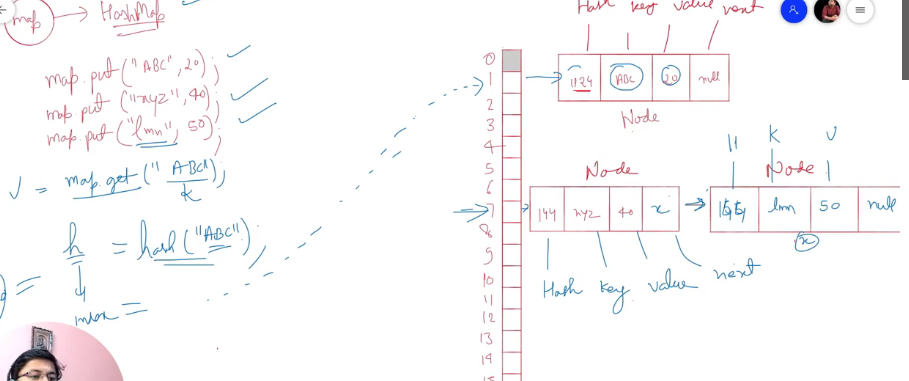 map → HashMap
map.put("ABC", 20);
map.put("xyz", 40);
map.put("lmn", 50);
V = map.get("ABC");
K
h = hash("ABC");
=
Hash key value next
1124 ABC 20 null
Node
0
1
2
3
4
5
6
7
8
9
10
11
12
13
14
15
Node
144 xyz 40 x
Hash key value next
H K V
Node
lmn 50 null
x